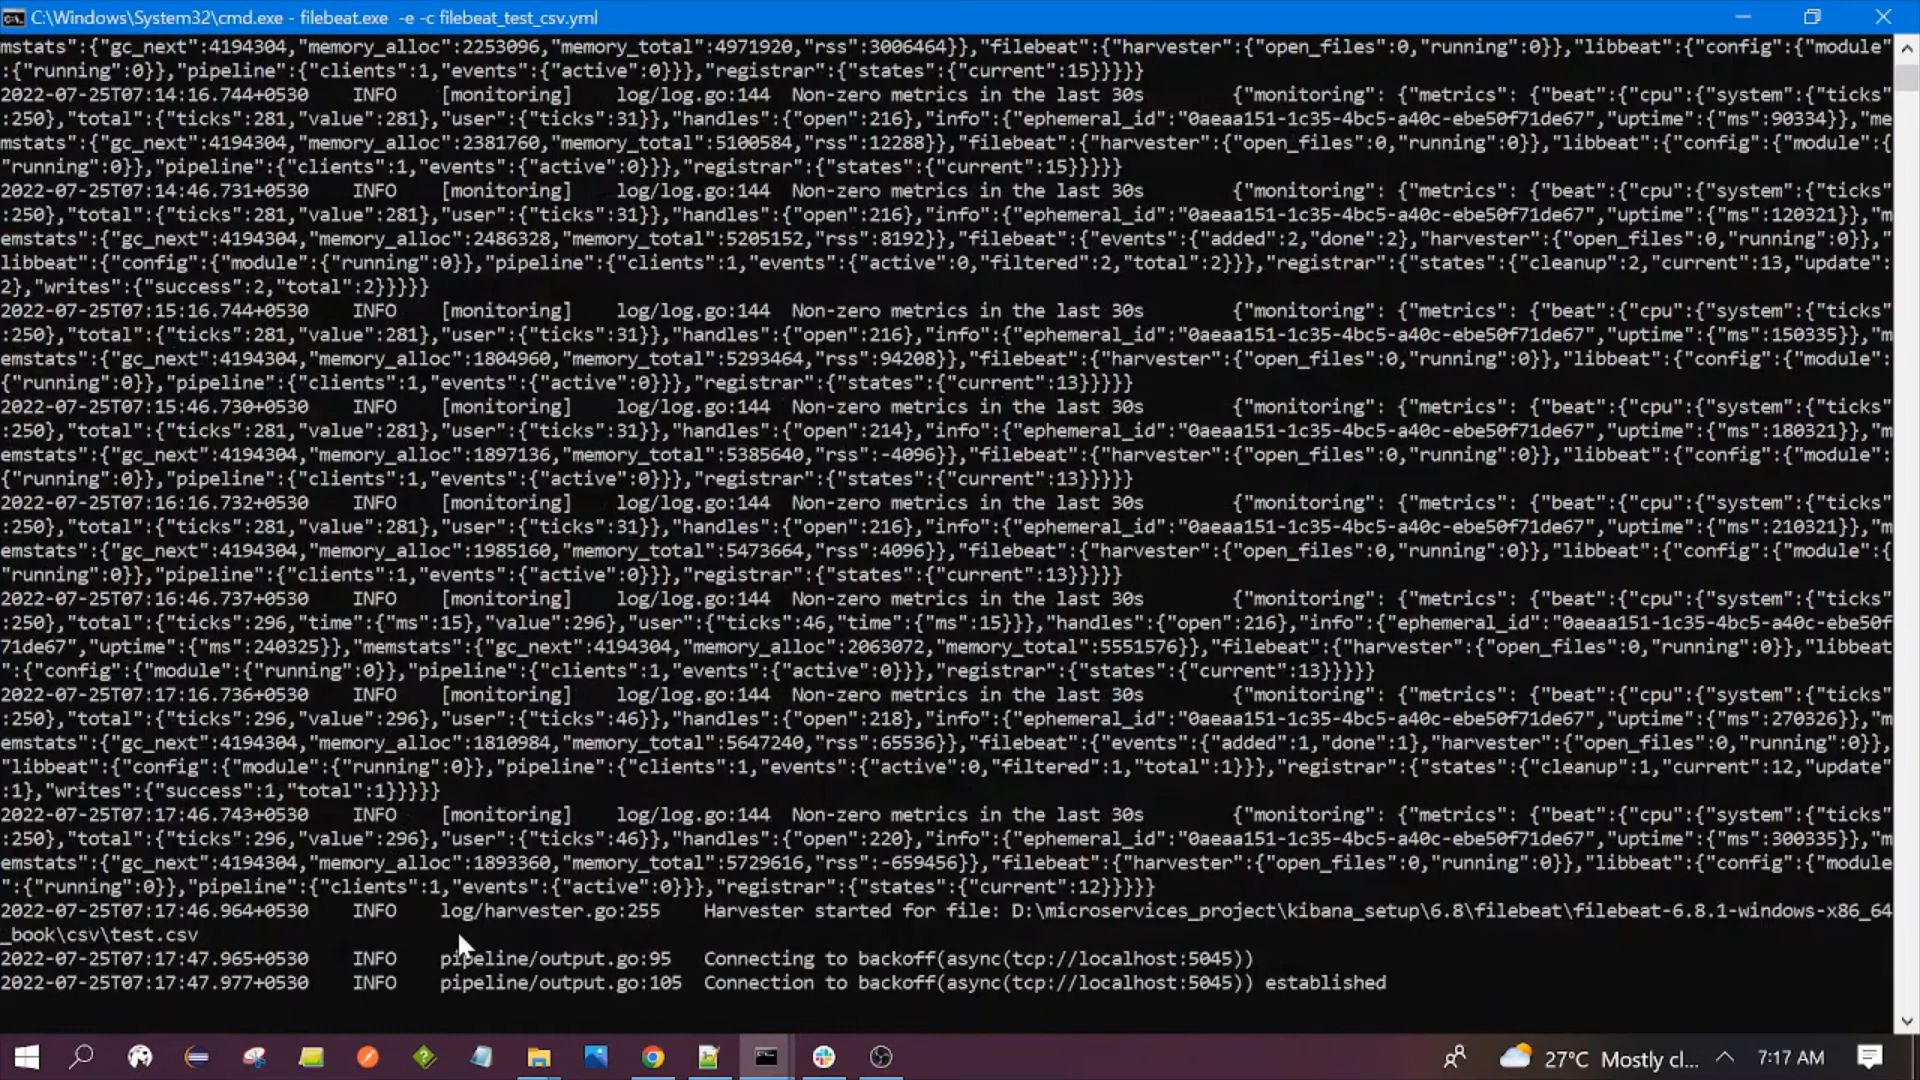 C:\Windows\System32\cmd.exe - filebeat.exe  -e -c filebeat_test_csv.yml
mstats":{"gc_next":4194304,"memory_alloc":2253096,"memory_total":4971920,"rss":3006464}},"filebeat":{"harvester":{"open_files":0,"running":0}},"libbeat":{"config":{"module"
:{"running":0}},"pipeline":{"clients":1,"events":{"active":0}}},"registrar":{"states":{"current":15}}}}}
2022-07-25T07:14:16.744+0530    INFO    [monitoring]    log/log.go:144  Non-zero metrics in the last 30s        {"monitoring": {"metrics": {"beat":{"cpu":{"system":{"ticks"
:250},"total":{"ticks":281,"value":281},"user":{"ticks":31}},"handles":{"open":216},"info":{"ephemeral_id":"0aeaa151-1c35-4bc5-a40c-ebe50f71de67","uptime":{"ms":90334}},"me
mstats":{"gc_next":4194304,"memory_alloc":2381760,"memory_total":5100584,"rss":12288}},"filebeat":{"harvester":{"open_files":0,"running":0}},"libbeat":{"config":{"module":{
"running":0}},"pipeline":{"clients":1,"events":{"active":0}}},"registrar":{"states":{"current":15}}}}}
2022-07-25T07:14:46.731+0530    INFO    [monitoring]    log/log.go:144  Non-zero metrics in the last 30s        {"monitoring": {"metrics": {"beat":{"cpu":{"system":{"ticks"
:250},"total":{"ticks":281,"value":281},"user":{"ticks":31}},"handles":{"open":216},"info":{"ephemeral_id":"0aeaa151-1c35-4bc5-a40c-ebe50f71de67","uptime":{"ms":120321}},"m
emstats":{"gc_next":4194304,"memory_alloc":2486328,"memory_total":5205152,"rss":8192}},"filebeat":{"events":{"added":2,"done":2},"harvester":{"open_files":0,"running":0}},"
libbeat":{"config":{"module":{"running":0}},"pipeline":{"clients":1,"events":{"active":0,"filtered":2,"total":2}}},"registrar":{"states":{"cleanup":2,"current":13,"update":
2},"writes":{"success":2,"total":2}}}}}
2022-07-25T07:15:16.744+0530    INFO    [monitoring]    log/log.go:144  Non-zero metrics in the last 30s        {"monitoring": {"metrics": {"beat":{"cpu":{"system":{"ticks"
:250},"total":{"ticks":281,"value":281},"user":{"ticks":31}},"handles":{"open":216},"info":{"ephemeral_id":"0aeaa151-1c35-4bc5-a40c-ebe50f71de67","uptime":{"ms":150335}},"m
emstats":{"gc_next":4194304,"memory_alloc":1804960,"memory_total":5293464,"rss":94208}},"filebeat":{"harvester":{"open_files":0,"running":0}},"libbeat":{"config":{"module":
{"running":0}},"pipeline":{"clients":1,"events":{"active":0}}},"registrar":{"states":{"current":13}}}}}
2022-07-25T07:15:46.730+0530    INFO    [monitoring]    log/log.go:144  Non-zero metrics in the last 30s        {"monitoring": {"metrics": {"beat":{"cpu":{"system":{"ticks"
:250},"total":{"ticks":281,"value":281},"user":{"ticks":31}},"handles":{"open":214},"info":{"ephemeral_id":"0aeaa151-1c35-4bc5-a40c-ebe50f71de67","uptime":{"ms":180321}},"m
emstats":{"gc_next":4194304,"memory_alloc":1897136,"memory_total":5385640,"rss":-4096}},"filebeat":{"harvester":{"open_files":0,"running":0}},"libbeat":{"config":{"module":
{"running":0}},"pipeline":{"clients":1,"events":{"active":0}}},"registrar":{"states":{"current":13}}}}}
2022-07-25T07:16:16.732+0530    INFO    [monitoring]    log/log.go:144  Non-zero metrics in the last 30s        {"monitoring": {"metrics": {"beat":{"cpu":{"system":{"ticks"
:250},"total":{"ticks":281,"value":281},"user":{"ticks":31}},"handles":{"open":216},"info":{"ephemeral_id":"0aeaa151-1c35-4bc5-a40c-ebe50f71de67","uptime":{"ms":210321}},"m
emstats":{"gc_next":4194304,"memory_alloc":1985160,"memory_total":5473664,"rss":4096}},"filebeat":{"harvester":{"open_files":0,"running":0}},"libbeat":{"config":{"module":{
"running":0}},"pipeline":{"clients":1,"events":{"active":0}}},"registrar":{"states":{"current":13}}}}}
2022-07-25T07:16:46.737+0530    INFO    [monitoring]    log/log.go:144  Non-zero metrics in the last 30s        {"monitoring": {"metrics": {"beat":{"cpu":{"system":{"ticks"
:250},"total":{"ticks":296,"time":{"ms":15},"value":296},"user":{"ticks":46,"time":{"ms":15}}},"handles":{"open":216},"info":{"ephemeral_id":"0aeaa151-1c35-4bc5-a40c-ebe50f
71de67","uptime":{"ms":240325}},"memstats":{"gc_next":4194304,"memory_alloc":2063072,"memory_total":5551576}},"filebeat":{"harvester":{"open_files":0,"running":0}},"libbeat
":{"config":{"module":{"running":0}},"pipeline":{"clients":1,"events":{"active":0}}},"registrar":{"states":{"current":13}}}}}
2022-07-25T07:17:16.736+0530    INFO    [monitoring]    log/log.go:144  Non-zero metrics in the last 30s        {"monitoring": {"metrics": {"beat":{"cpu":{"system":{"ticks"
:250},"total":{"ticks":296,"value":296},"user":{"ticks":46}},"handles":{"open":218},"info":{"ephemeral_id":"0aeaa151-1c35-4bc5-a40c-ebe50f71de67","uptime":{"ms":270326}},"m
emstats":{"gc_next":4194304,"memory_alloc":1810984,"memory_total":5647240,"rss":65536}},"filebeat":{"events":{"added":1,"done":1},"harvester":{"open_files":0,"running":0}},
"libbeat":{"config":{"module":{"running":0}},"pipeline":{"clients":1,"events":{"active":0,"filtered":1,"total":1}}},"registrar":{"states":{"cleanup":1,"current":12,"update"
:1},"writes":{"success":1,"total":1}}}}}
2022-07-25T07:17:46.743+0530    INFO    [monitoring]    log/log.go:144  Non-zero metrics in the last 30s        {"monitoring": {"metrics": {"beat":{"cpu":{"system":{"ticks"
:250},"total":{"ticks":296,"value":296},"user":{"ticks":46}},"handles":{"open":220},"info":{"ephemeral_id":"0aeaa151-1c35-4bc5-a40c-ebe50f71de67","uptime":{"ms":300335}},"m
emstats":{"gc_next":4194304,"memory_alloc":1893360,"memory_total":5729616,"rss":-659456}},"filebeat":{"harvester":{"open_files":0,"running":0}},"libbeat":{"config":{"module
":{"running":0}},"pipeline":{"clients":1,"events":{"active":0}}},"registrar":{"states":{"current":12}}}}}
2022-07-25T07:17:46.964+0530    INFO    log/harvester.go:255    Harvester started for file: D:\microservices_project\kibana_setup\6.8\filebeat\filebeat-6.8.1-windows-x86_64
_book\csv\test.csv
2022-07-25T07:17:47.965+0530    INFO    pipeline/output.go:95   Connecting to backoff(async(tcp://localhost:5045))
2022-07-25T07:17:47.977+0530    INFO    pipeline/output.go:105  Connection to backoff(async(tcp://localhost:5045)) established
27°C  Mostly cl...  7:17 AM